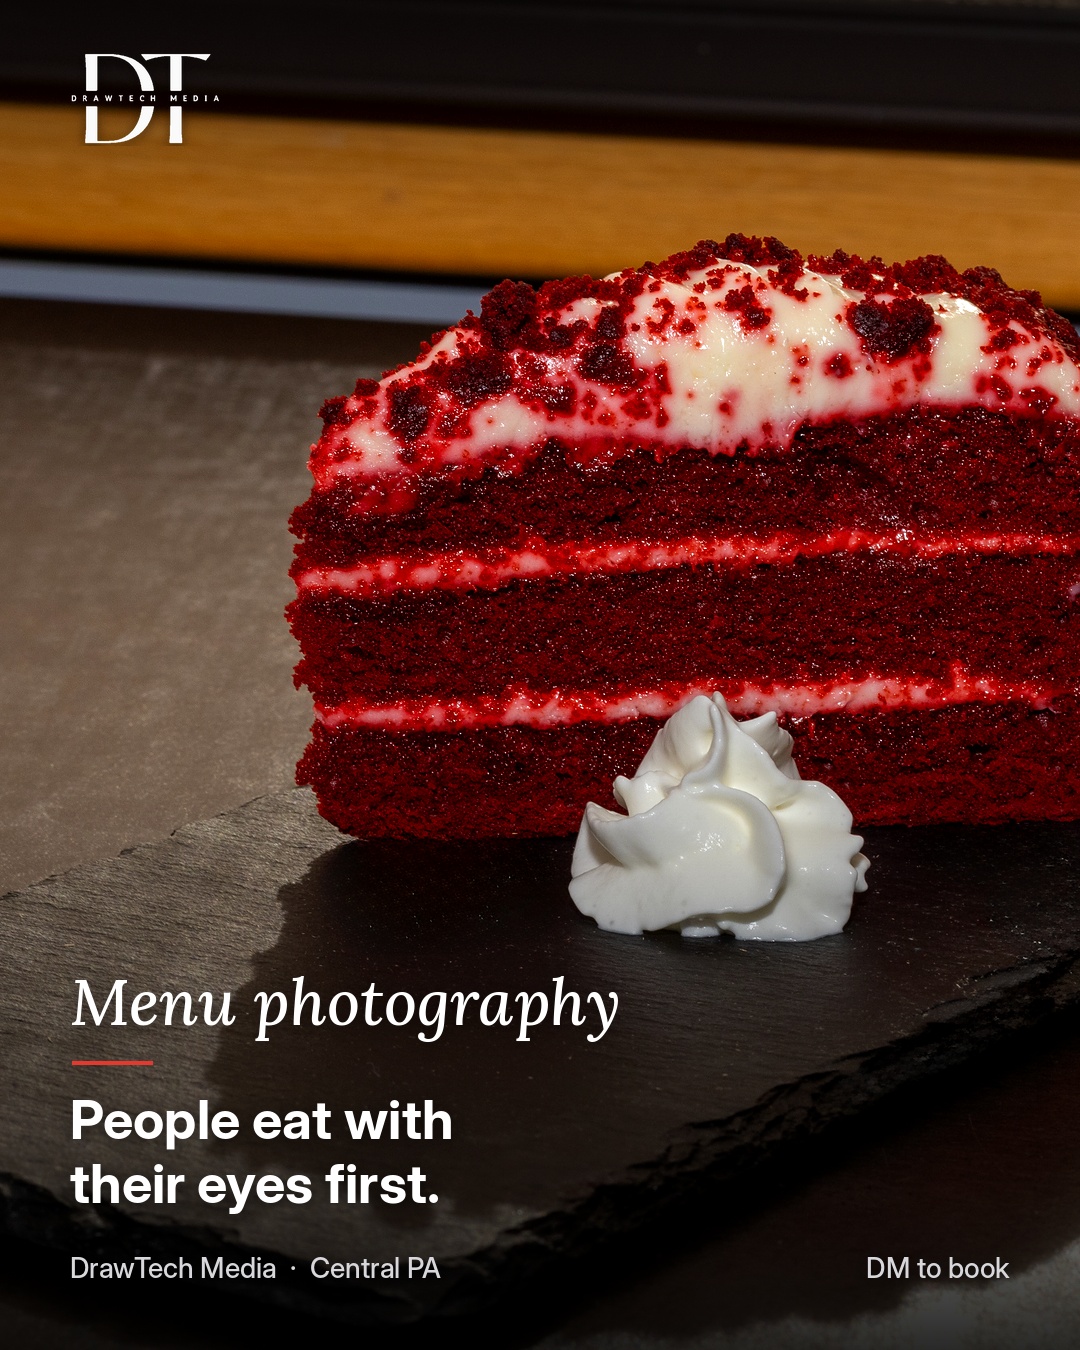 DT
DRAWTECH MEDIA
Menu photography
People eat with
their eyes first.
DrawTech Media · Central PA
DM to book